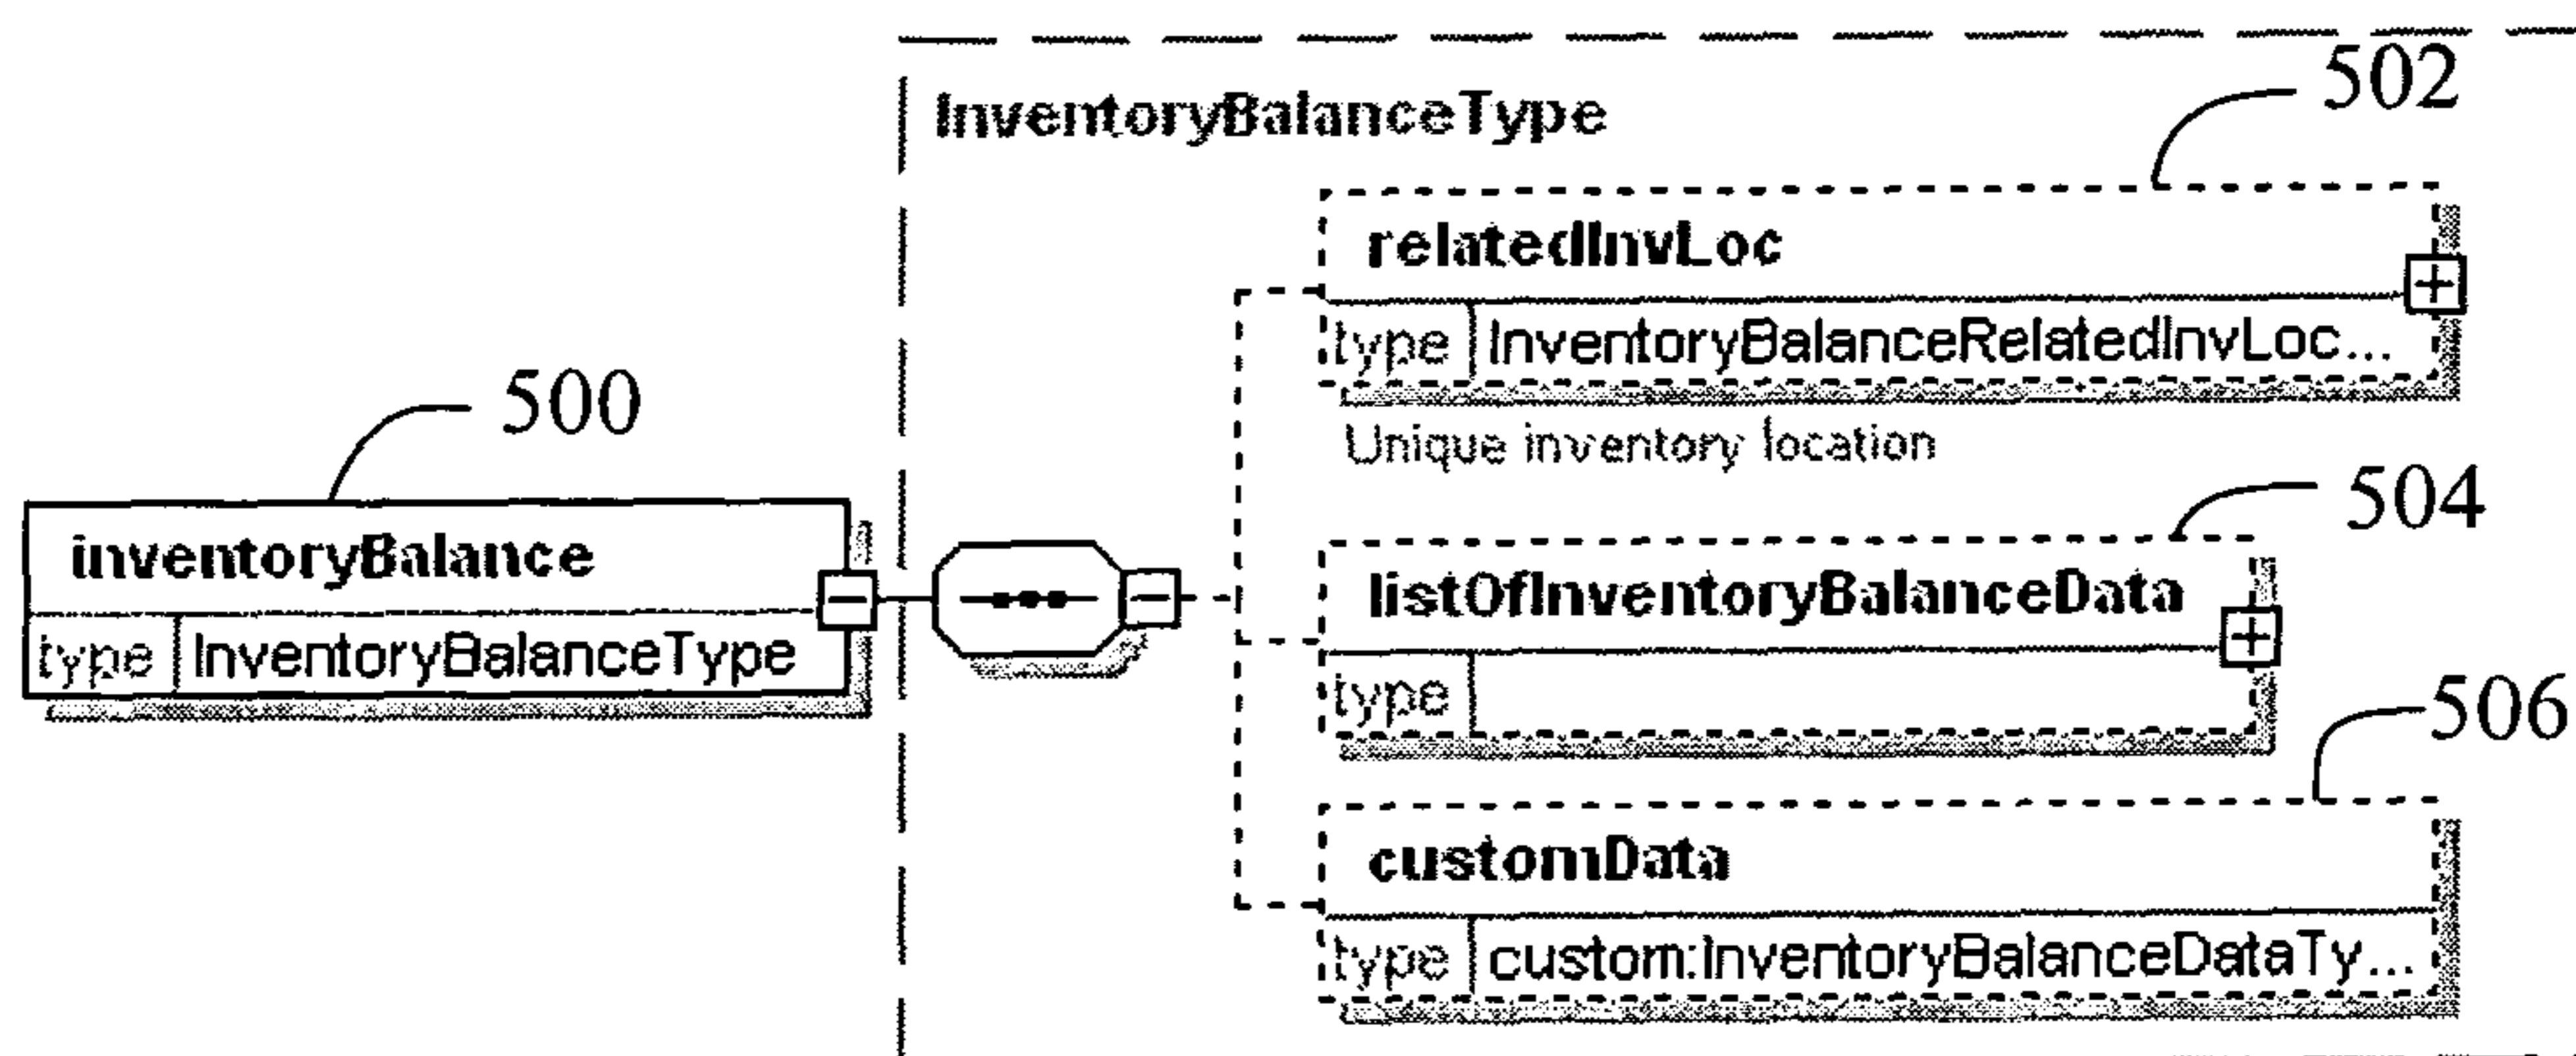 502
InventoryBalanceType
relatedInvLoc
type InventoryBalanceRelatedInvLoc...
Unique inventory location
500
inventoryBalance
type InventoryBalanceType
504
listOfInventoryBalanceData
type
506
customData
type custom:InventoryBalanceDataTy...